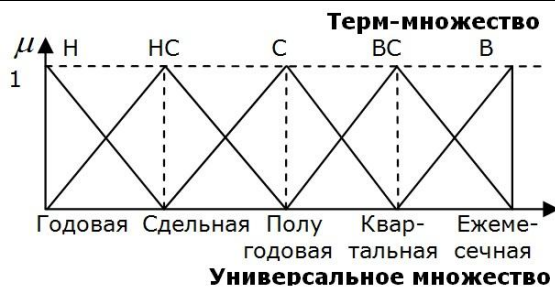 Терм-множество
μ Н НС С ВС В
1
Годовая Сдельная Полу Квар- Ежеме-
годовая тальная сечная
Универсальное множество